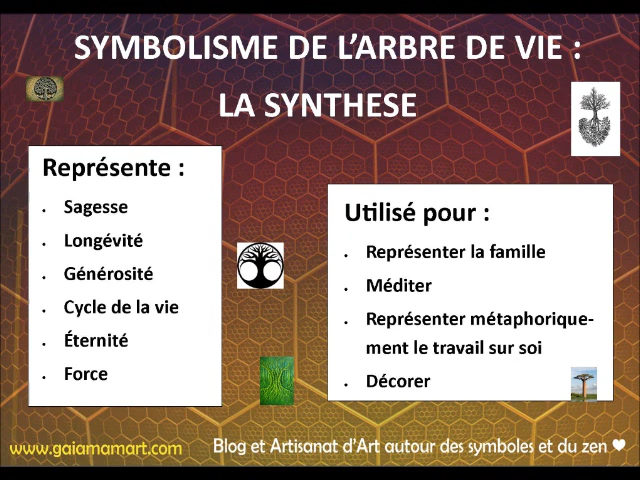 SYMBOLISME DE L’ARBRE DE VIE :
LA SYNTHESE
Représente :
• Sagesse
• Longévité
• Générosité
• Cycle de la vie
• Éternité
• Force
Utilisé pour :
• Représenter la famille
• Méditer
• Représenter métaphorique-
ment le travail sur soi
• Décorer
www.gaiamamart.com
Blog et Artisanat d’Art autour des symboles et du zen ♥